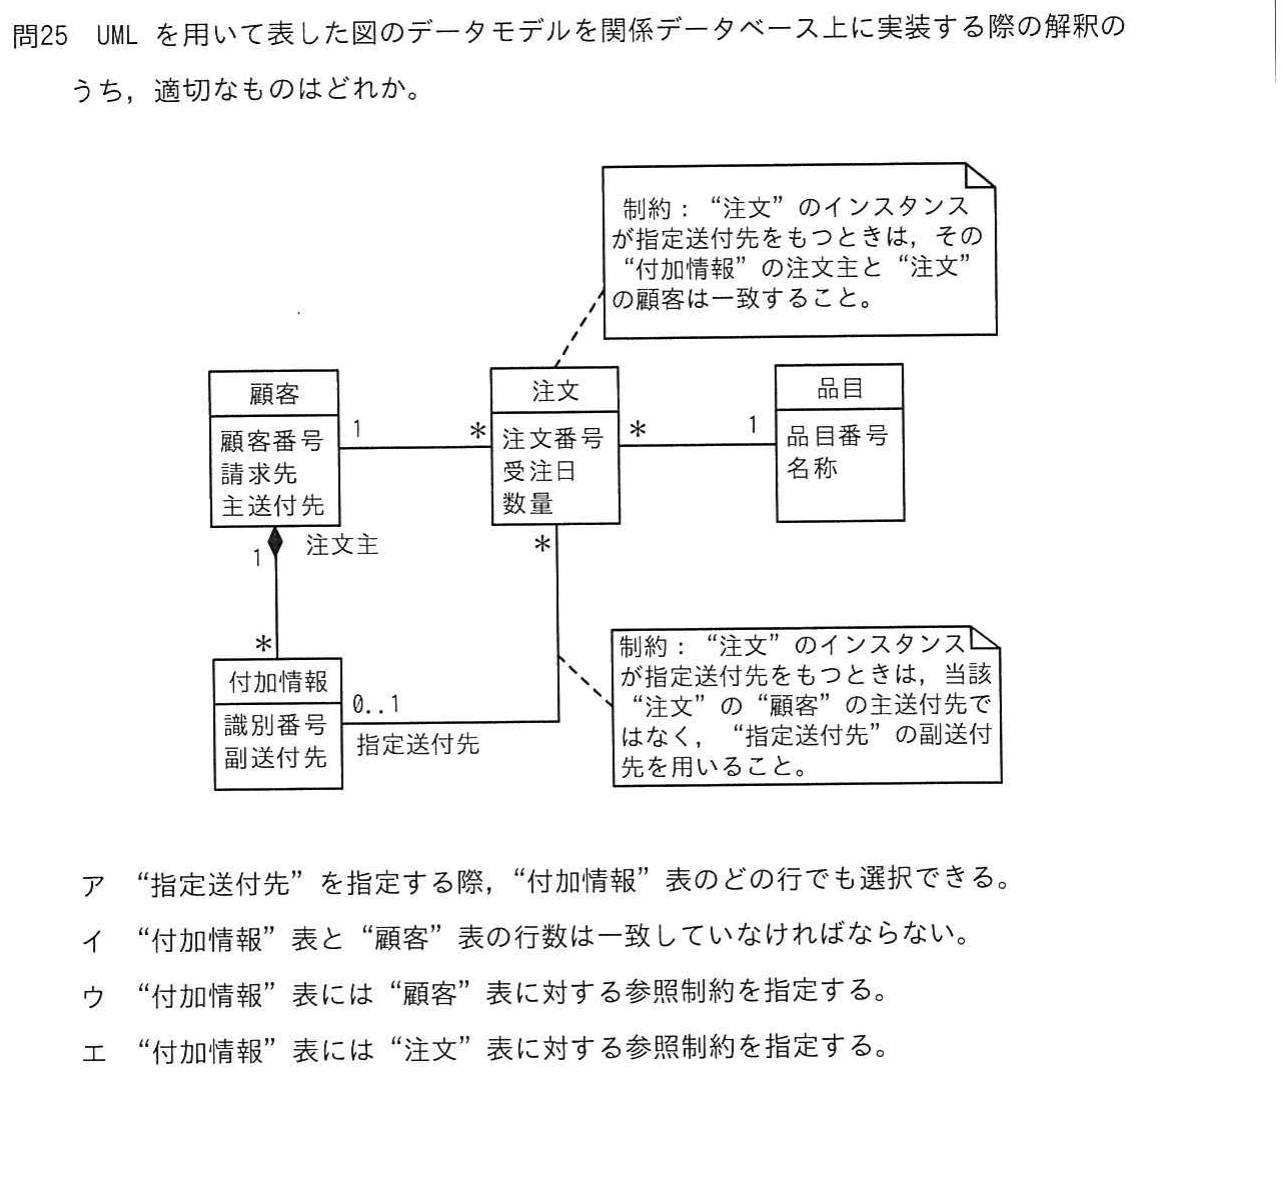 問25 UML を用いて表した図のデータモデルを関係データベース上に実装する際の解釈の
うち，適切なものはどれか。
制約：“注文”のインスタンス
が指定送付先をもつときは，その
“付加情報”の注文主と“注文”
の顧客は一致すること。
顧客
顧客番号
請求先
主送付先
1
*
注文
注文番号
受注日
数量
*
1
品目
品目番号
名称
1
注文主
*
*
付加情報
識別番号
副送付先
0..1
指定送付先
制約：“注文”のインスタンス
が指定送付先をもつときは，当該
“注文”の“顧客”の主送付先で
はなく，“指定送付先”の副送付
先を用いること。
ア “指定送付先”を指定する際，“付加情報”表のどの行でも選択できる。
イ “付加情報”表と“顧客”表の行数は一致していなければならない。
ウ “付加情報”表には“顧客”表に対する参照制約を指定する。
エ “付加情報”表には“注文”表に対する参照制約を指定する。